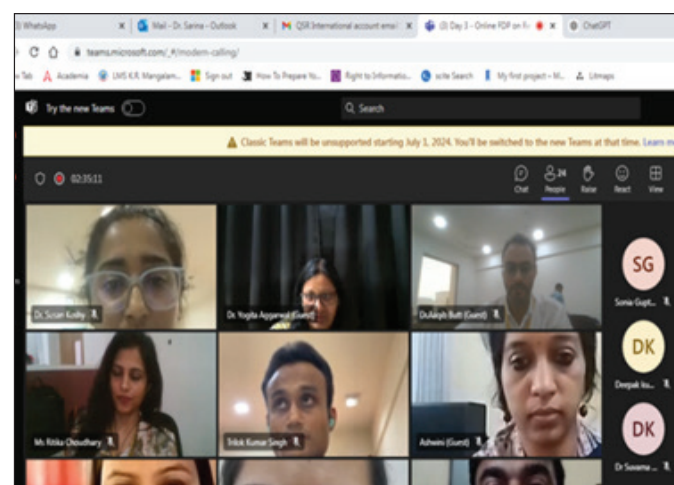 WhatsApp
Mail - Dr. Sarina - Outlook
QSR International account email
(3) Day 3 - Online FDP on
ChatGPT
teams.microsoft.com/_#/modern-calling/
Tab
Academia
LMS K.R. Mangalam...
Sign out
How To Prepare Yo...
Right to Informatio...
scite Search
My first project – M...
Litmaps
Try the new Teams
Search
Classic Teams will be unsupported starting July 1, 2024. You'll be switched to the new Teams at that time. Learn m
02:35:11
Chat
24
People
Raise
React
View
Dr. Susan
Dr. Yogita Aggarwal (Guest)
Dr.Aaqib Butt (Guest)
SG
Sonia Gupt...
DK
Deepak ku...
Ms Ritika Choudhary
Trilok Kumar Singh
Ashwini (Guest)
DK
Dr Suvarna ...